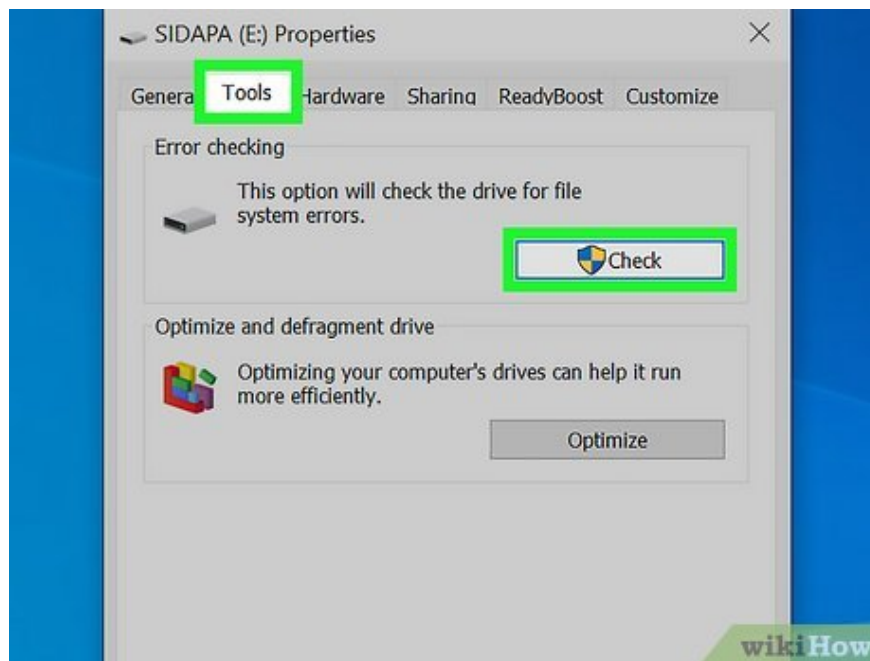 SIDAPA (E:) Properties
Genera Tools Hardware Sharing ReadyBoost Customize
Error checking
This option will check the drive for file
system errors.
Check
Optimize and defragment drive
Optimizing your computer's drives can help it run
more efficiently.
Optimize
wikiHow